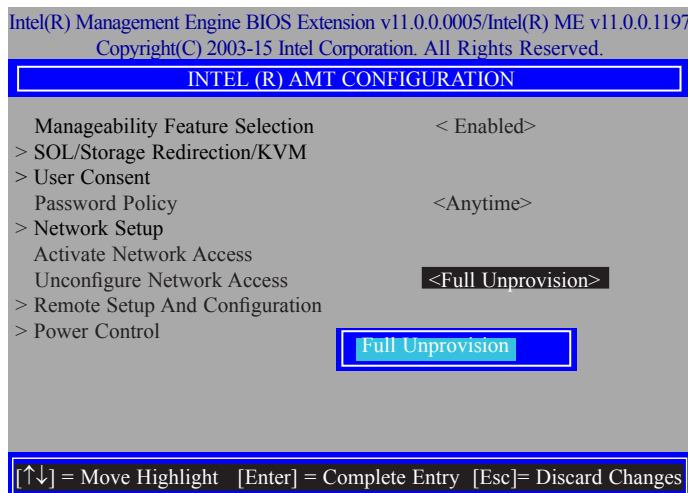 Intel(R) Management Engine BIOS Extension v11.0.0.0005/Intel(R) ME v11.0.0.1197
Copyright(C) 2003-15 Intel Corporation. All Rights Reserved.
INTEL (R) AMT CONFIGURATION
Manageability Feature Selection < Enabled>
> SOL/Storage Redirection/KVM
> User Consent
Password Policy <Anytime>
> Network Setup
Activate Network Access
Unconfigure Network Access <Full Unprovision>
> Remote Setup And Configuration
> Power Control
Full Unprovision
[↑↓] = Move Highlight [Enter] = Complete Entry [Esc]= Discard Changes